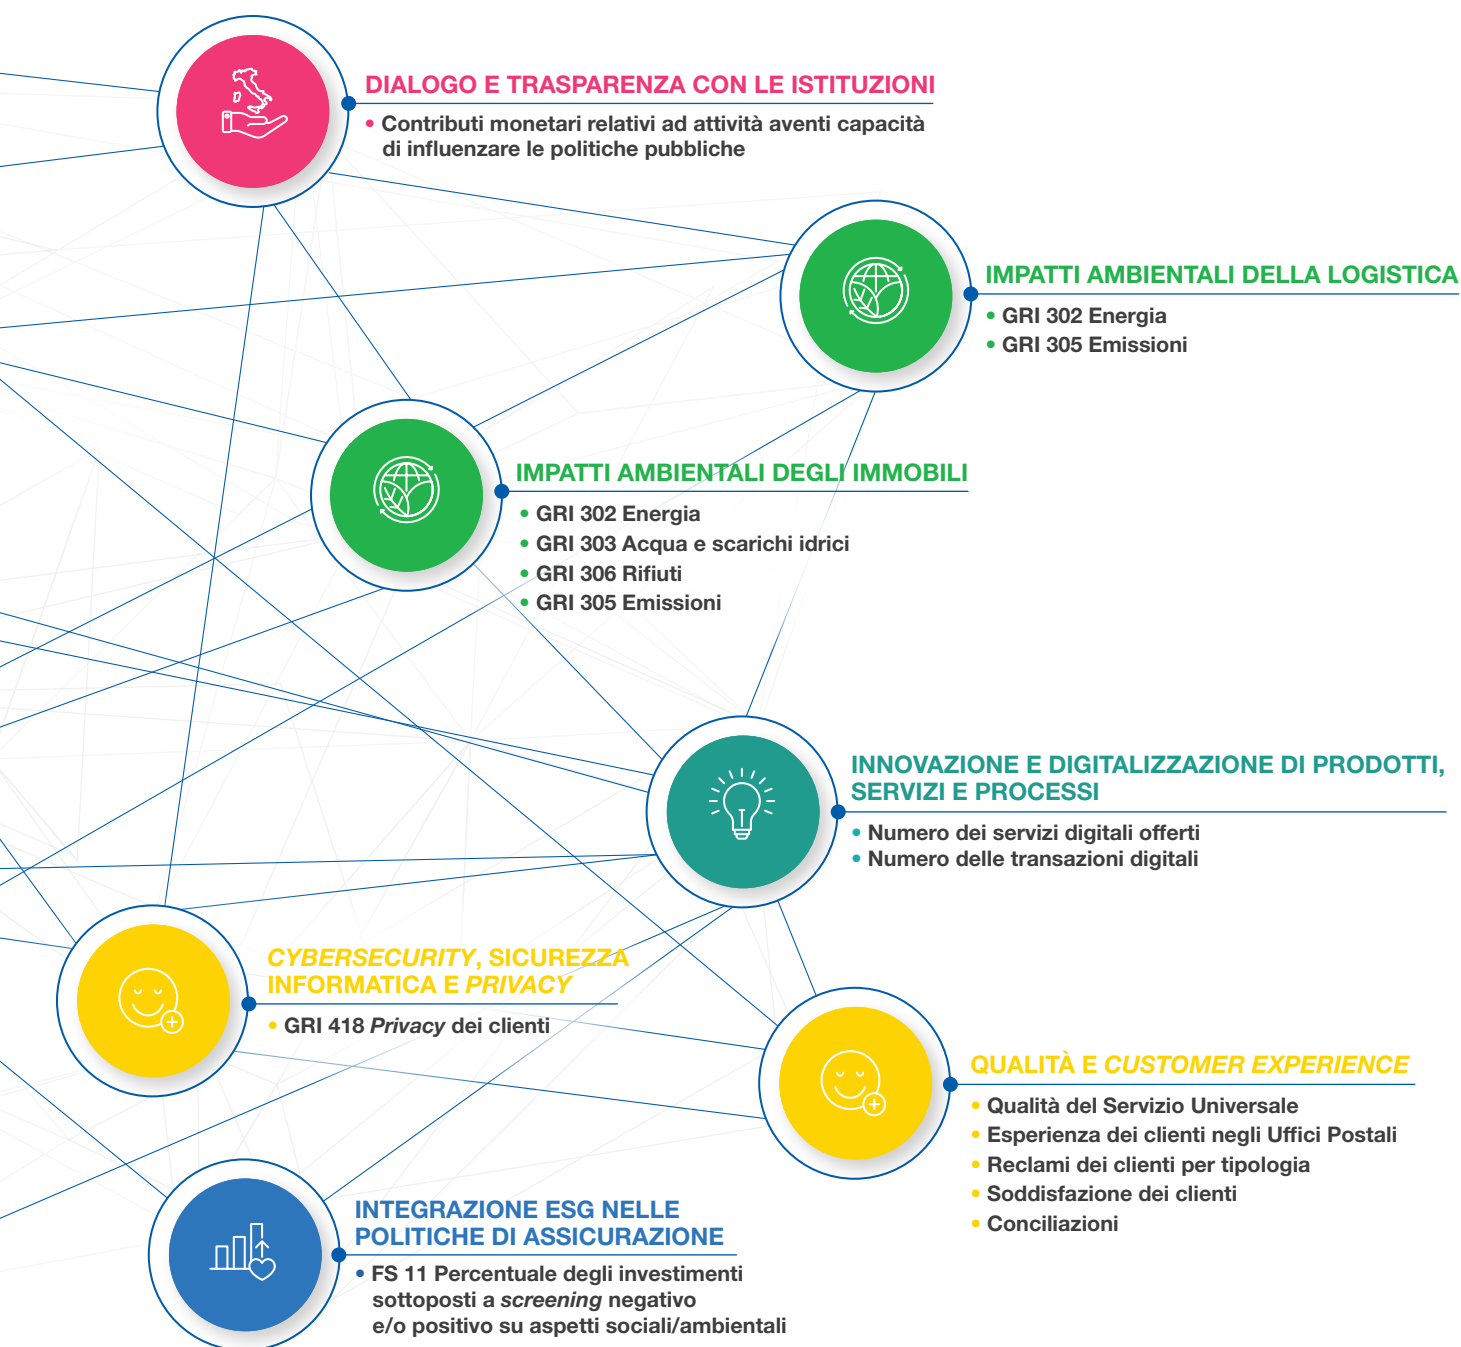 DIALOGO E TRASPARENZA CON LE ISTITUZIONI
• Contributi monetari relativi ad attività aventi capacità
di influenzare le politiche pubbliche
IMPATTI AMBIENTALI DELLA LOGISTICA
• GRI 302 Energia
• GRI 305 Emissioni
IMPATTI AMBIENTALI DEGLI IMMOBILI
• GRI 302 Energia
• GRI 303 Acqua e scarichi idrici
• GRI 306 Rifiuti
• GRI 305 Emissioni
INNOVAZIONE E DIGITALIZZAZIONE DI PRODOTTI,
SERVIZI E PROCESSI
• Numero dei servizi digitali offerti
• Numero delle transazioni digitali
CYBERSECURITY, SICUREZZA
INFORMATICA E PRIVACY
• GRI 418 Privacy dei clienti
QUALITÀ E CUSTOMER EXPERIENCE
• Qualità del Servizio Universale
• Esperienza dei clienti negli Uffici Postali
• Reclami dei clienti per tipologia
• Soddisfazione dei clienti
• Conciliazioni
INTEGRAZIONE ESG NELLE
POLITICHE DI ASSICURAZIONE
• FS 11 Percentuale degli investimenti
sottoposti a screening negativo
e/o positivo su aspetti sociali/ambientali